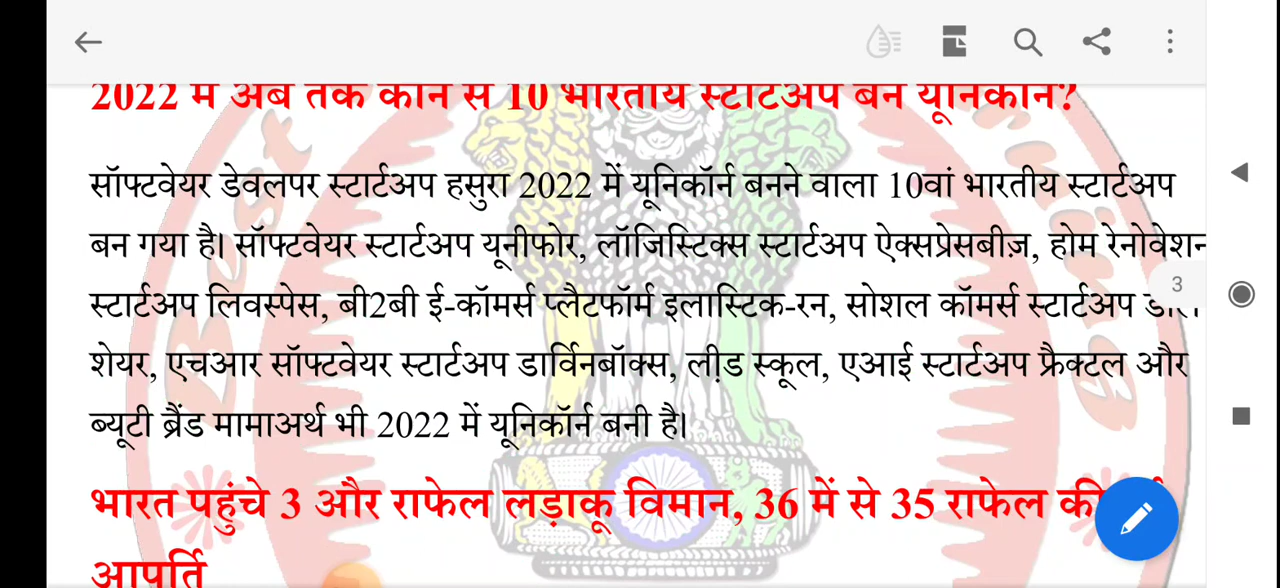 2022 में अब तक कौन से 10 भारतीय स्टार्टअप बने यूनिकॉर्न?
सॉफ्टवेयर डेवलपर स्टार्टअप हसुरा 2022 में यूनिकॉर्न बनने वाला 10वां भारतीय स्टार्टअप
बन गया है। सॉफ्टवेयर स्टार्टअप यूनीफोर, लॉजिस्टिक्स स्टार्टअप ऐक्सप्रेसबीज़, होम रेनोवेशन
3
स्टार्टअप लिवस्पेस, बी2बी ई-कॉमर्स प्लैटफॉर्म इलास्टिक-रन, सोशल कॉमर्स स्टार्टअप
शेयर, एचआर सॉफ्टवेयर स्टार्टअप डार्विनबॉक्स, लीड स्कूल, एआई स्टार्टअप फ्रैक्टल और
ब्यूटी ब्रैंड मामाअर्थ भी 2022 में यूनिकॉर्न बनी है।
भारत पहुंचे 3 और राफेल लड़ाकू विमान, 36 में से 35 राफेल की
आपूर्ति
Best